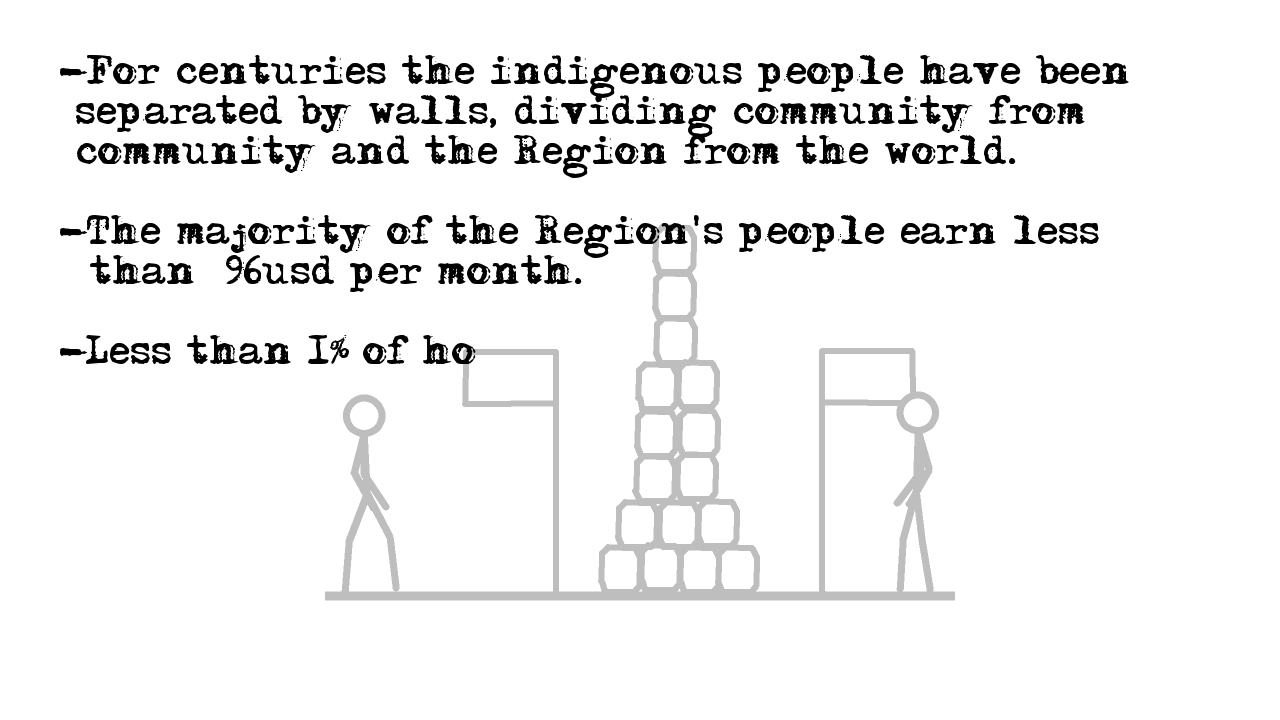 -For centuries the indigenous people have been
separated by walls, dividing community from
community and the Region from the world.
-The majority of the Region's people earn less
than 96usd per month.
-Less than 1% of ho